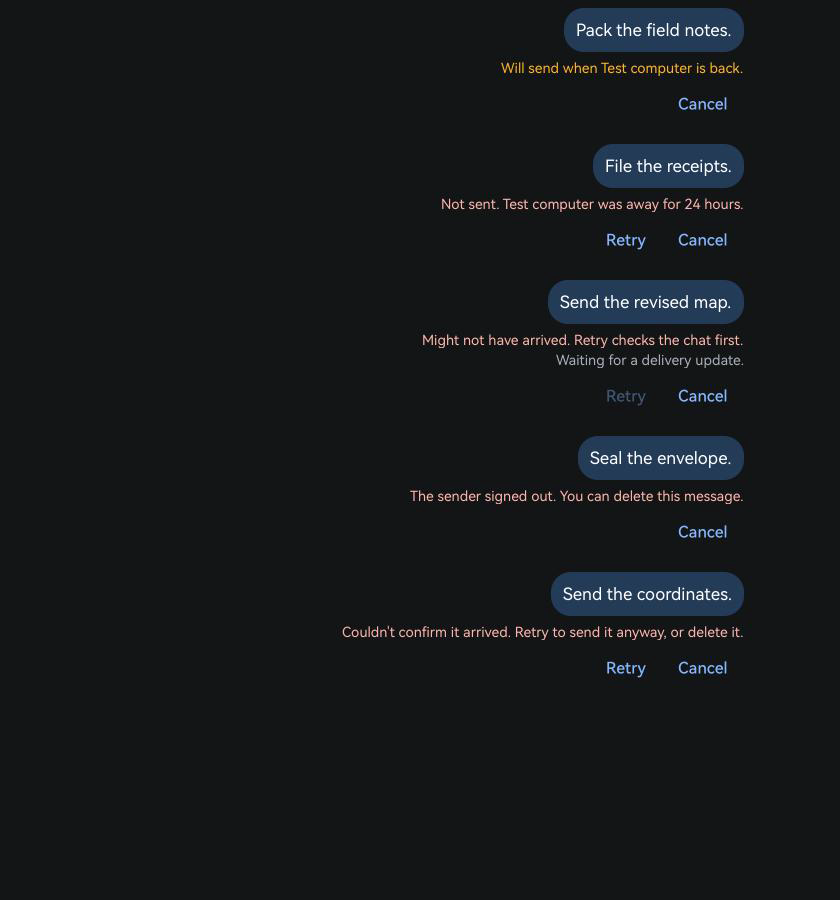 Pack the field notes.
Will send when Test computer is back.
Cancel
File the receipts.
Not sent. Test computer was away for 24 hours.
Retry Cancel
Send the revised map.
Might not have arrived. Retry checks the chat first.
Waiting for a delivery update.
Retry Cancel
Seal the envelope.
The sender signed out. You can delete this message.
Cancel
Send the coordinates.
Couldn't confirm it arrived. Retry to send it anyway, or delete it.
Retry Cancel